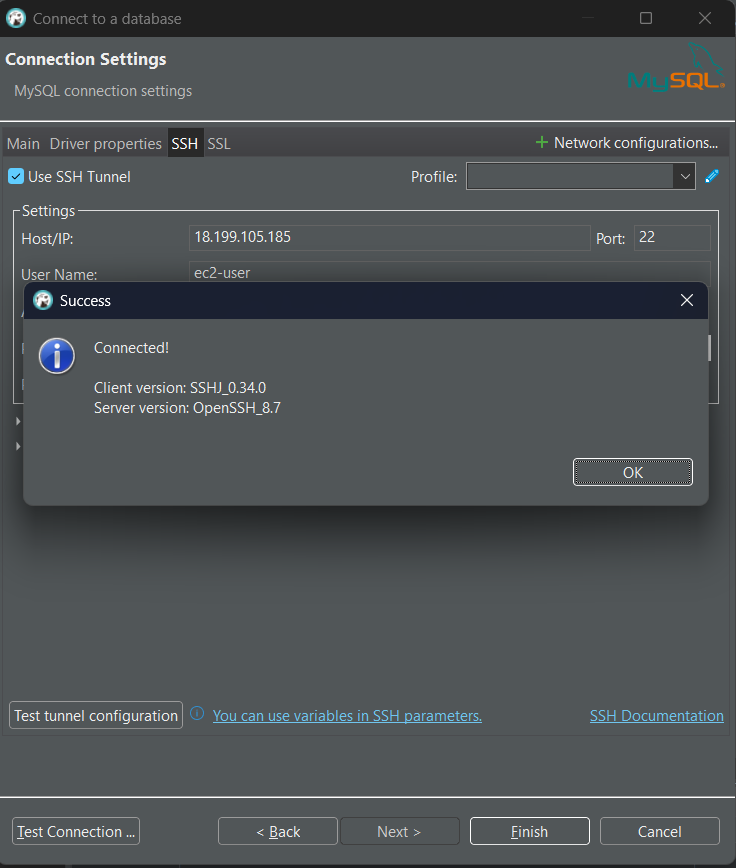 Connect to a database
Connection Settings
MySQL connection settings
MySQL
Main Driver properties SSH SSL + Network configurations...
Use SSH Tunnel Profile:
Settings
Host/IP: 18.199.105.185 Port: 22
User Name: ec2-user
Success
Connected!
Client version: SSHJ_0.34.0
Server version: OpenSSH_8.7
OK
Test tunnel configuration You can use variables in SSH parameters. SSH Documentation
Test Connection ... < Back Next > Finish Cancel